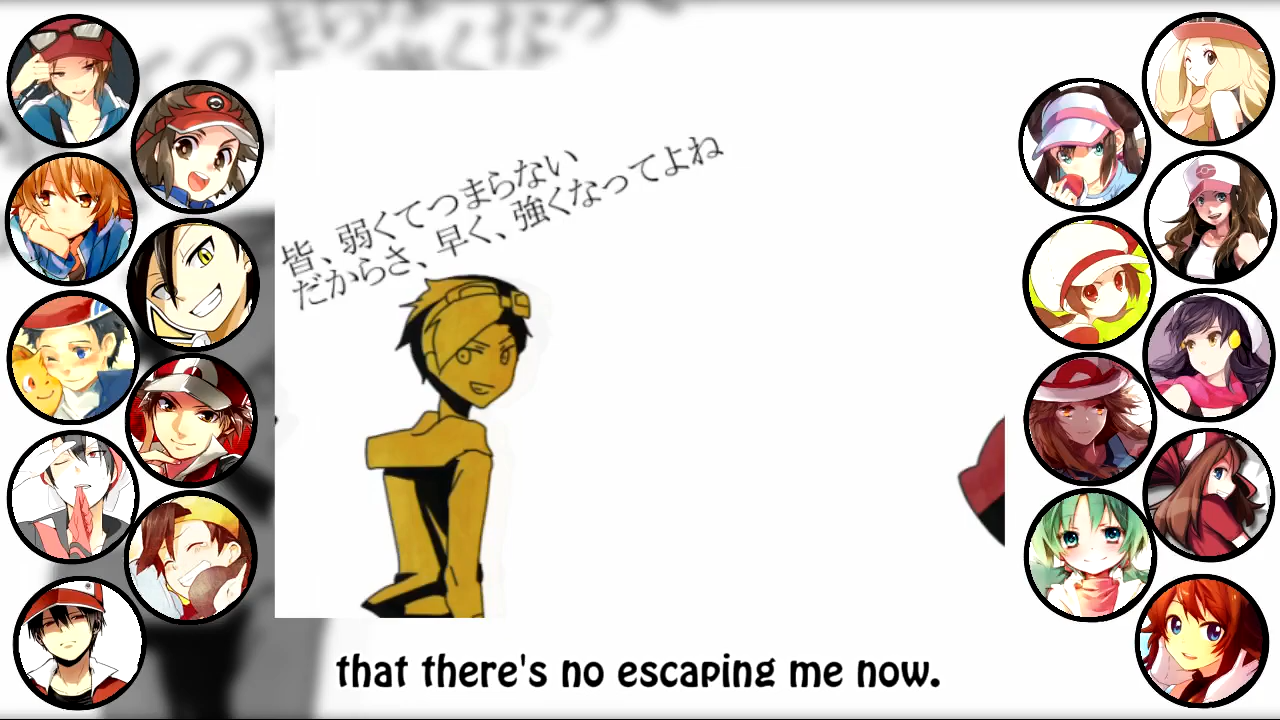 皆、弱くてつまらない
だからさ、早く、強くなってよね
that there's no escaping me now.